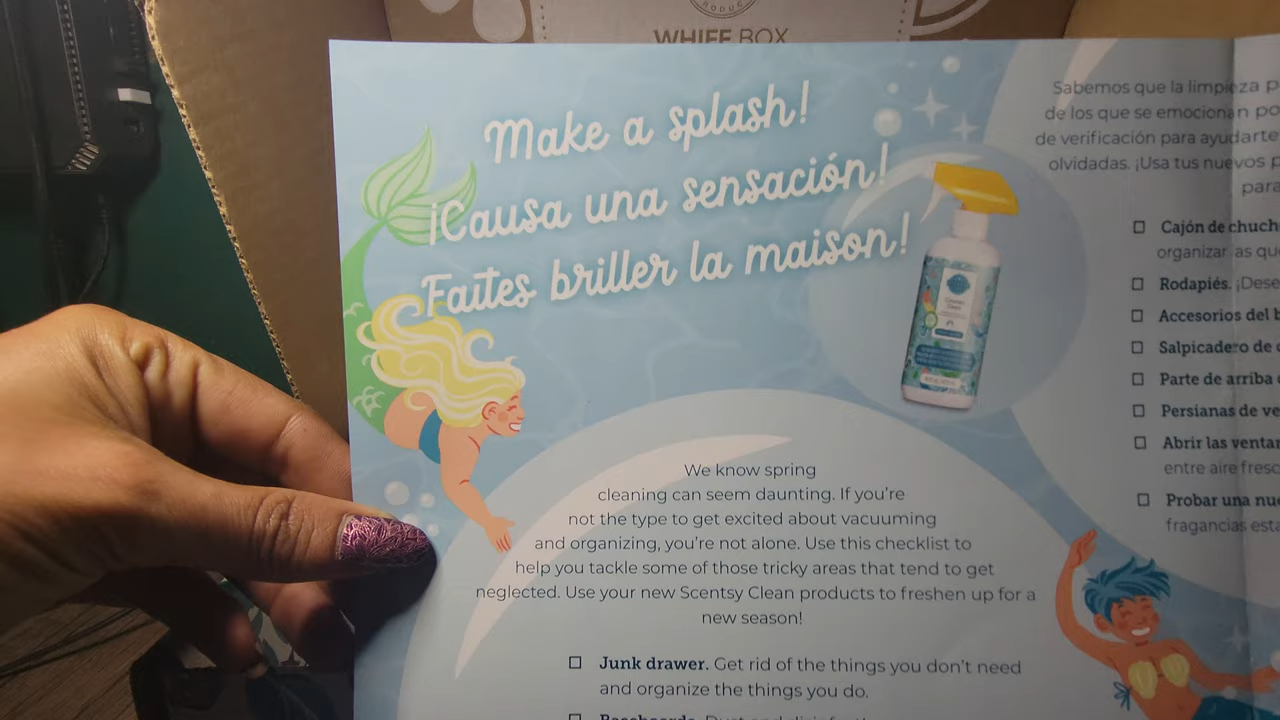 WHIFF BOX
Make a splash!
¡Causa una sensación!
Faites briller la maison!
We know spring
cleaning can seem daunting. If you're
not the type to get excited about vacuuming
and organizing, you're not alone. Use this checklist to
help you tackle some of those tricky areas that tend to get
neglected. Use your new Scentsy Clean products to freshen up for a
new season!
Junk drawer. Get rid of the things you don't need
and organize the things you do.
Sabemos que la limpieza
de los que se emocionan
de verificación para ayudarte
olvidadas. ¡Usa tus nuevos
para
Cajón de
organizar las
Rodapiés.
Accesorios del
Salpicadero de
Parte de arriba
Persianas de
Abrir las
entre aire
Probar una
fragancias